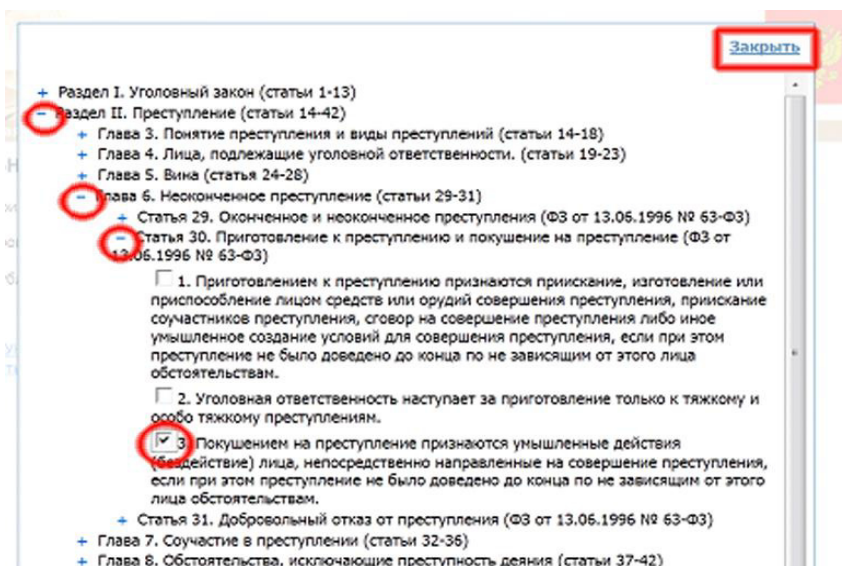 Закрыть
+ Раздел I. Уголовный закон (статьи 1-13)
- Раздел II. Преступление (статьи 14-42)
+ Глава 3. Понятие преступления и виды преступлений (статьи 14-18)
+ Глава 4. Лица, подлежащие уголовной ответственности. (статьи 19-23)
+ Глава 5. Вина (статья 24-28)
- Глава 6. Неоконченное преступление (статьи 29-31)
+ Статья 29. Оконченное и неоконченное преступления (ФЗ от 13.06.1996 № 63-ФЗ)
- Статья 30. Приготовление к преступлению и покушение на преступление (ФЗ от
13.06.1996 № 63-ФЗ)
1. Приготовлением к преступлению признаются приискание, изготовление или
приспособление лицом средств или орудий совершения преступления, приискание
соучастников преступления, сговор на совершение преступления либо иное
умышленное создание условий для совершения преступления, если при этом
преступление не было доведено до конца по не зависящим от этого лица
обстоятельствам.
2. Уголовная ответственность наступает за приготовление только к тяжкому и
особо тяжкому преступлениям.
3. Покушением на преступление признаются умышленные действия
(бездействие) лица, непосредственно направленные на совершение преступления,
если при этом преступление не было доведено до конца по не зависящим от этого
лица обстоятельствам.
+ Статья 31. Добровольный отказ от преступления (ФЗ от 13.06.1996 № 63-ФЗ)
+ Глава 7. Соучастие в преступлении (статьи 32-36)
+ Глава 8. Обстоятельства, исключающие преступность деяния (статьи 37-42)